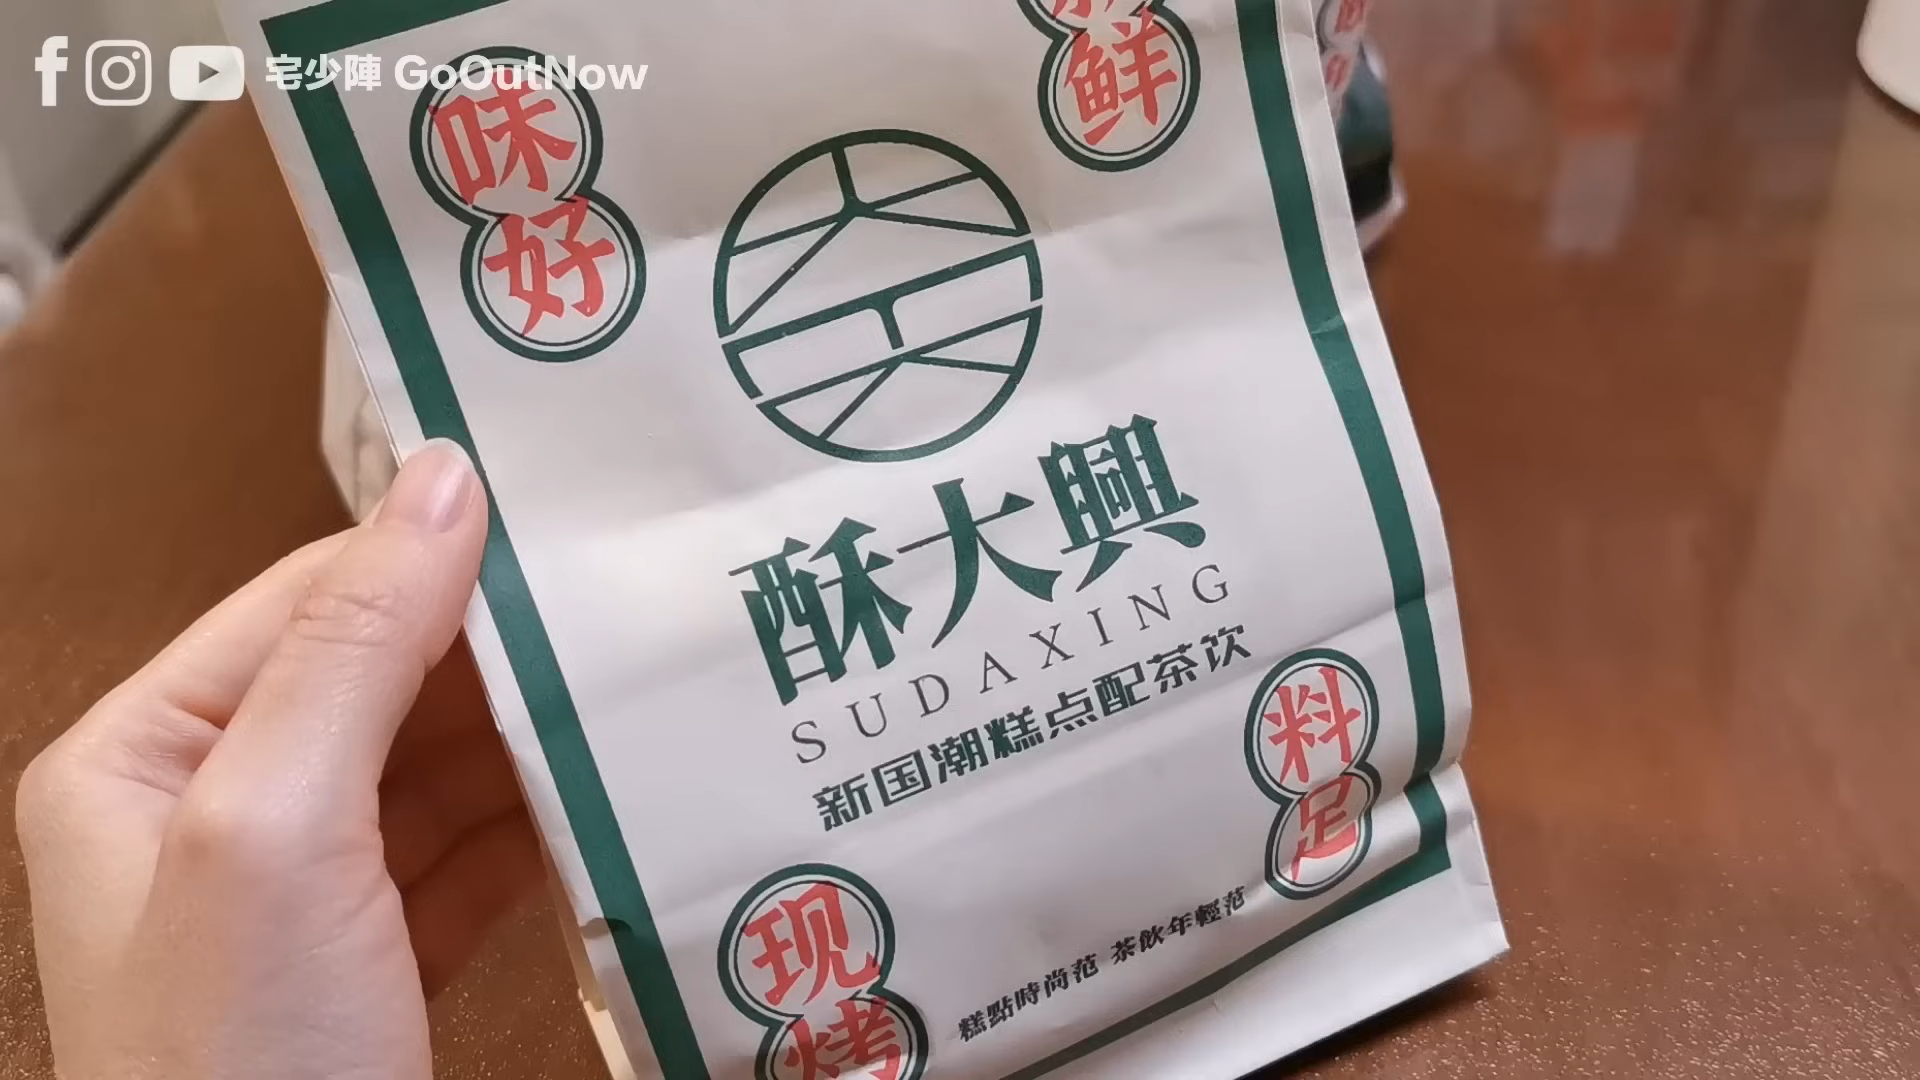 宅少陣 GoOutNow
味好
鲜
酥大興
SUDAXING
新国潮糕点配茶饮
料足
现烤
糕點時尚范 茶飲年輕范